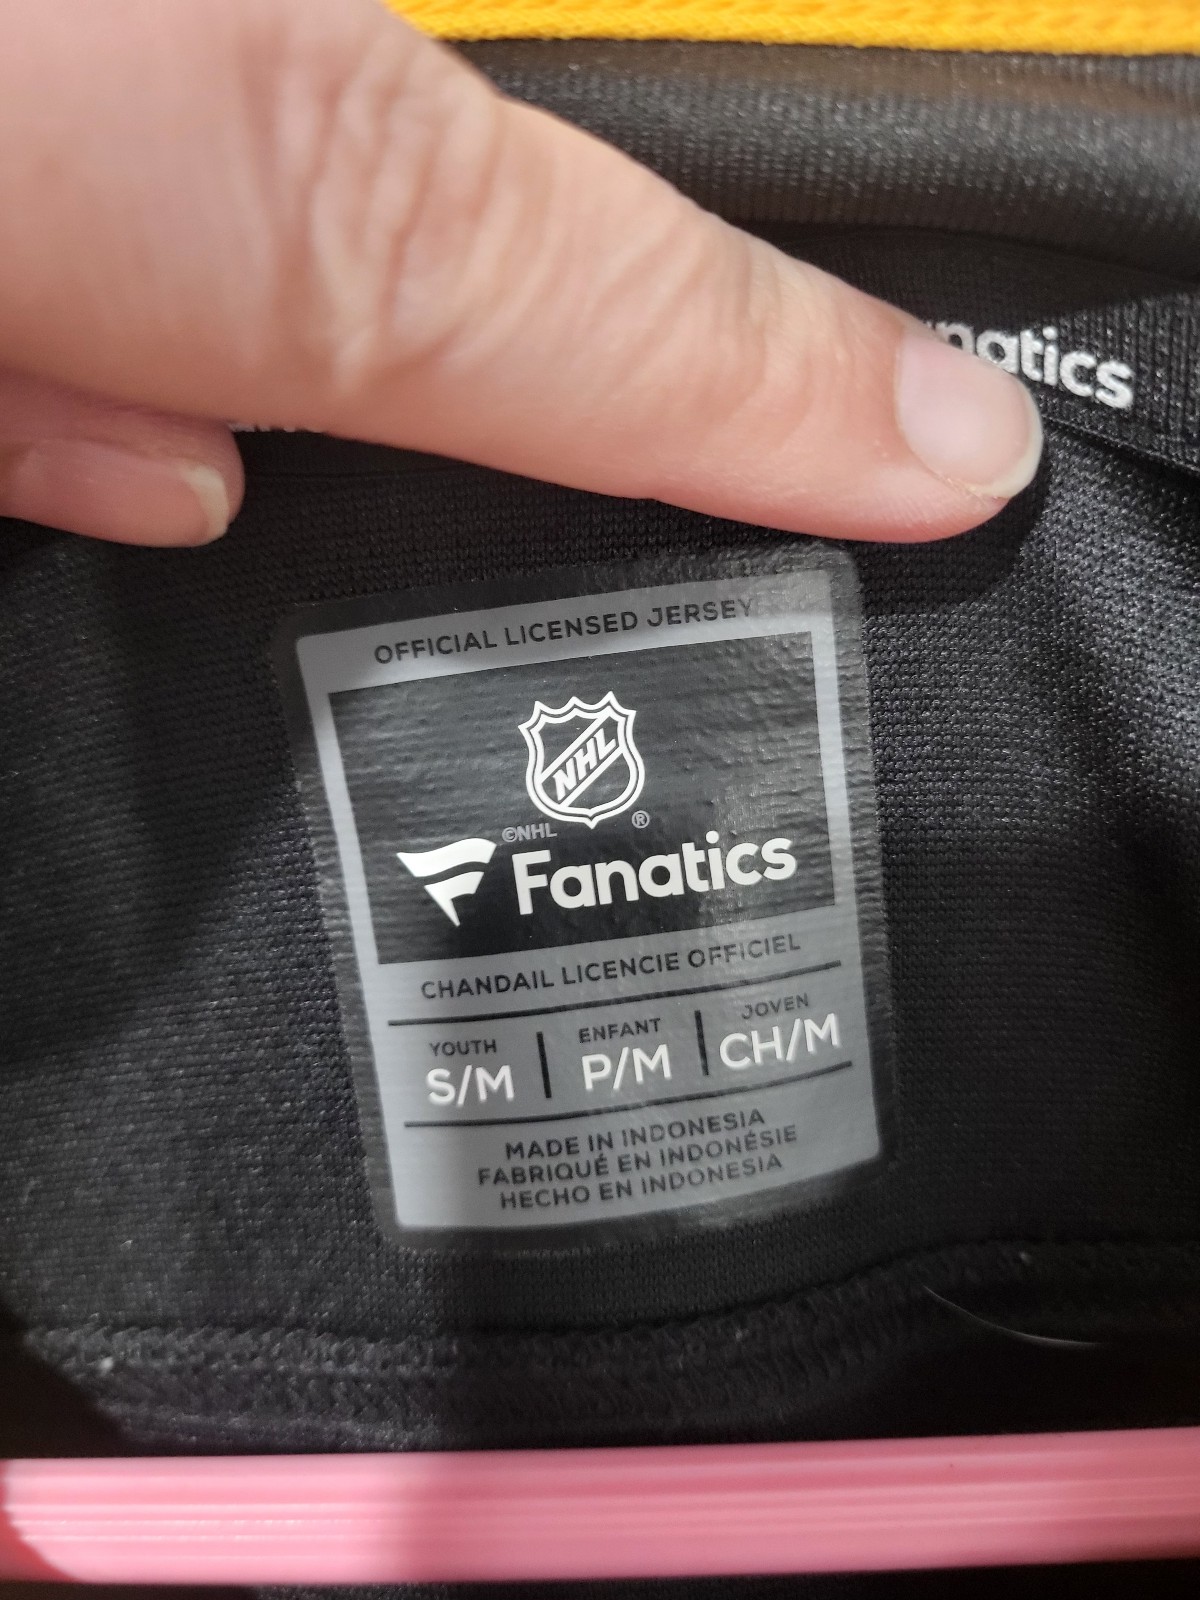 natics
OFFICIAL LICENSED JERSEY
NHL
©NHL ®
Fanatics
CHANDAIL LICENCIE OFFICIEL
YOUTH ENFANT JOVEN
S/M P/M CH/M
MADE IN INDONESIA
FABRIQUÉ EN INDONÉSIE
HECHO EN INDONESIA